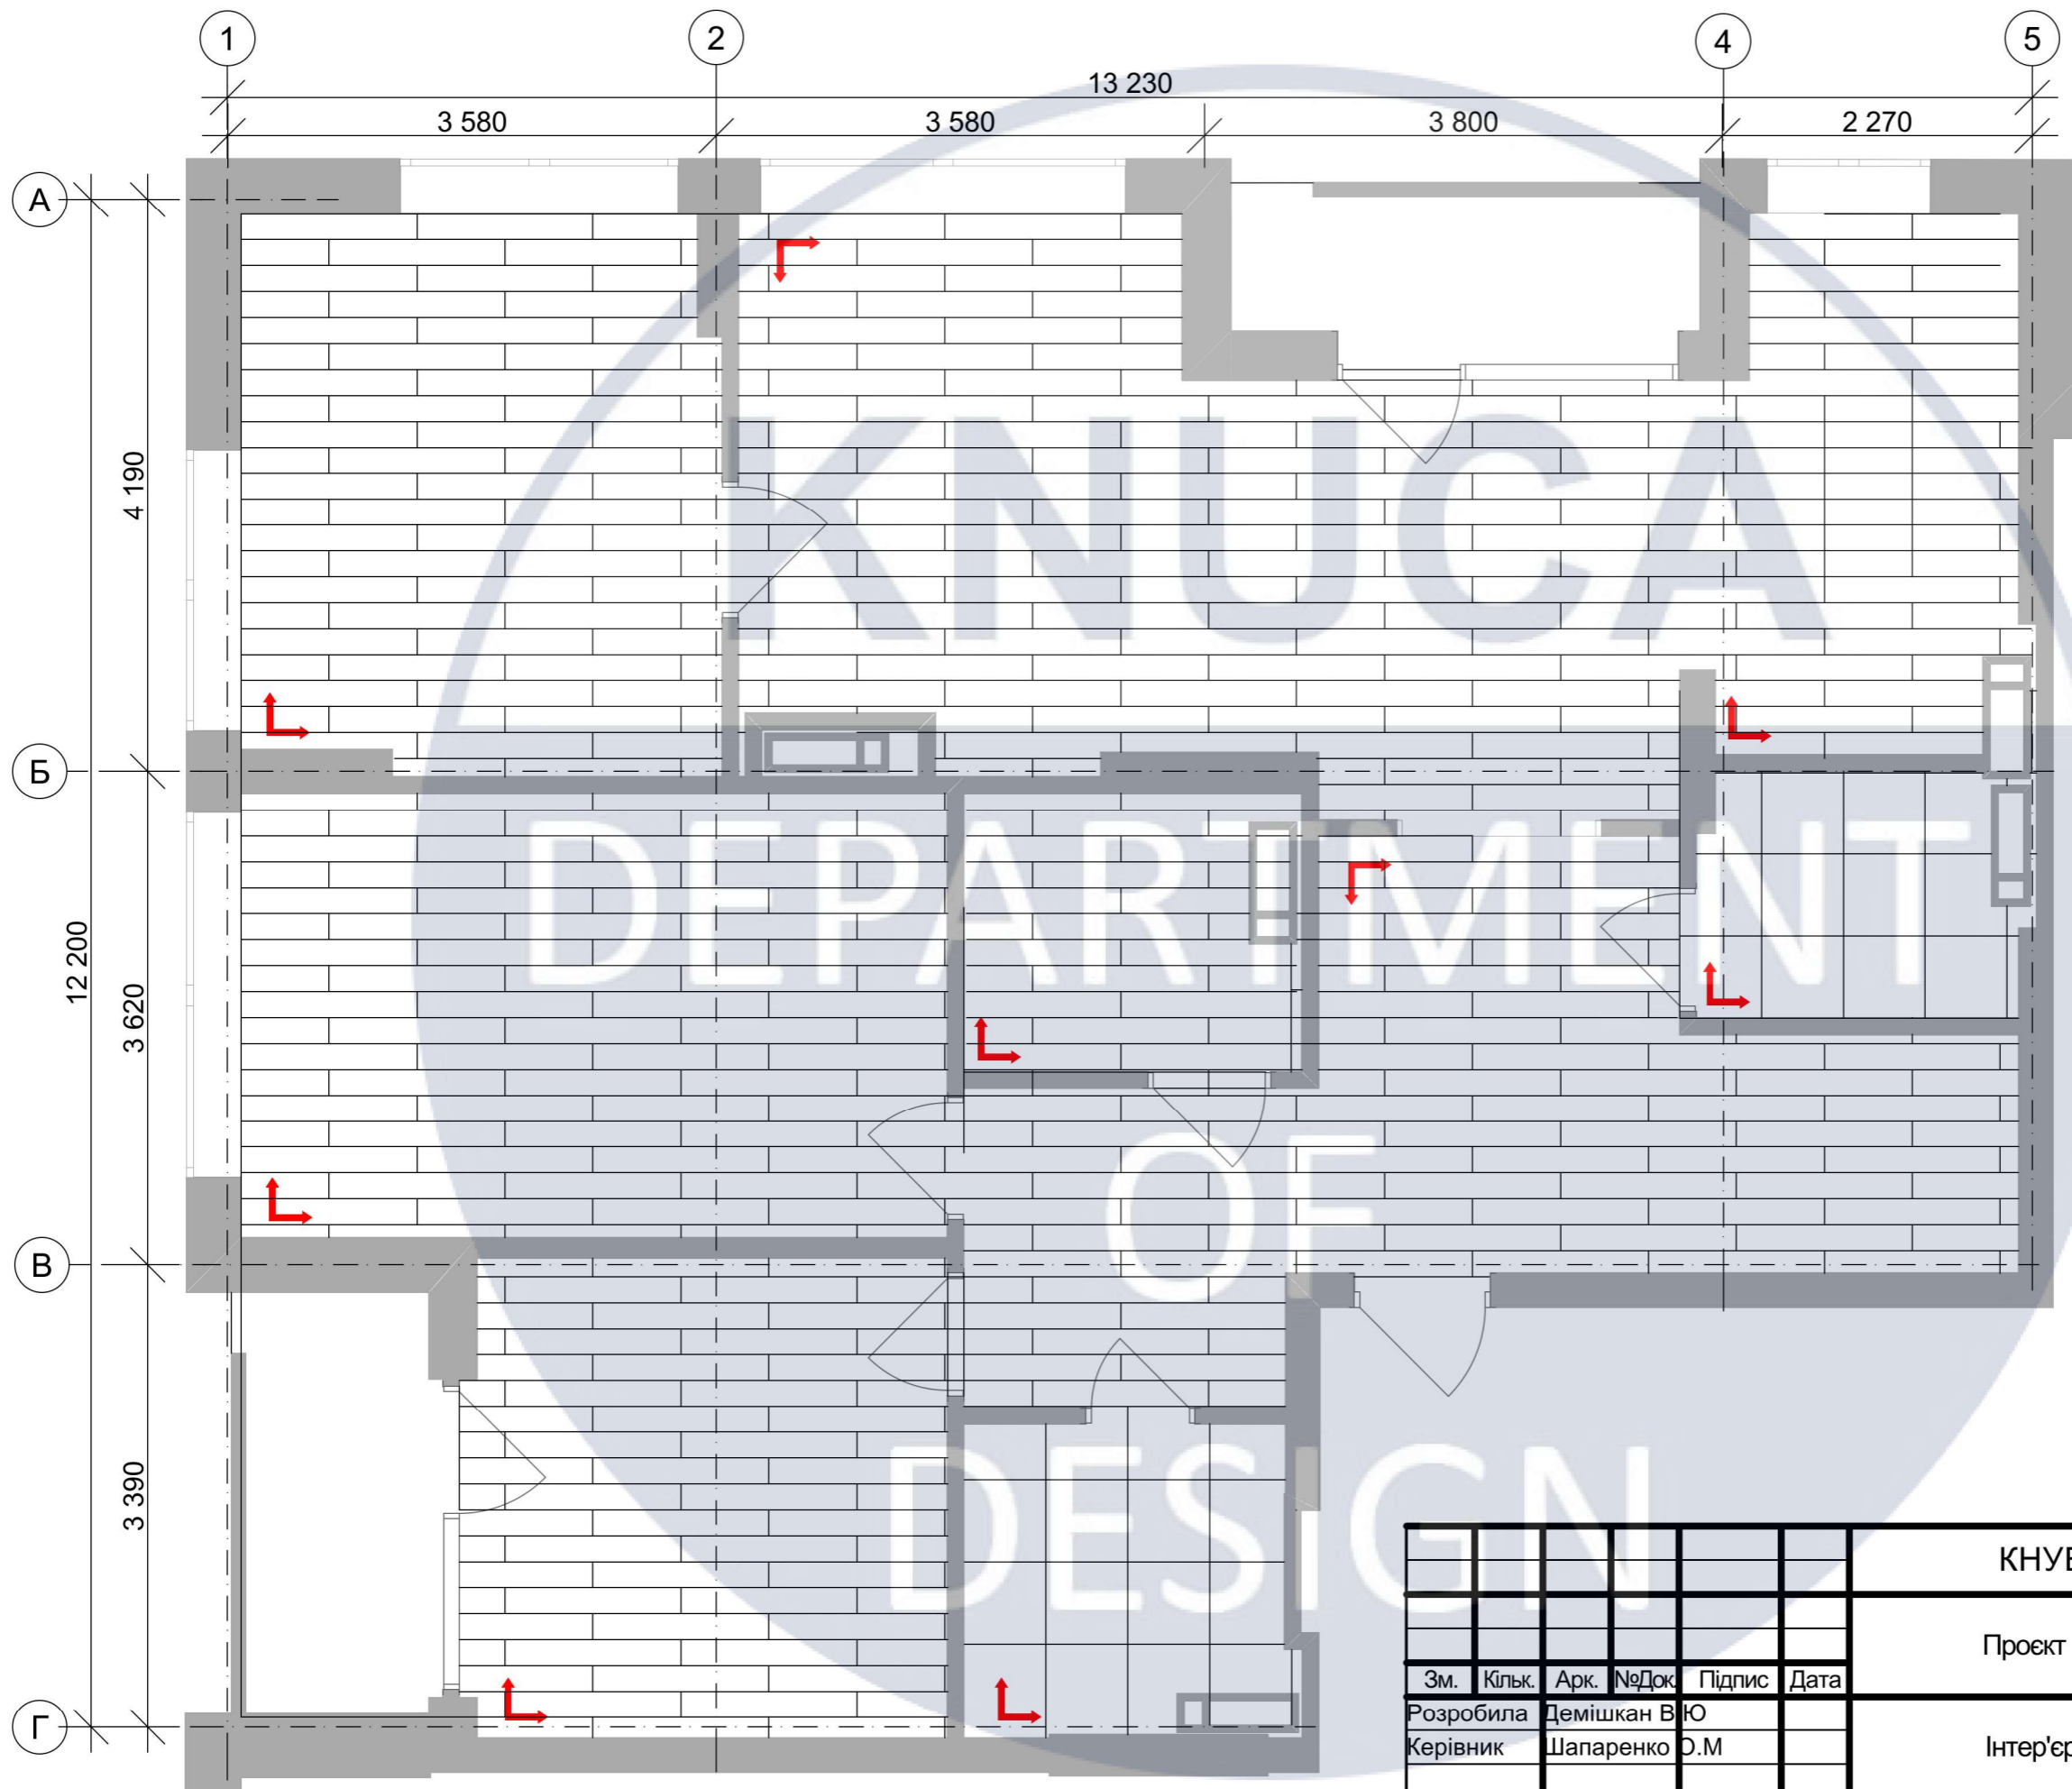 1 2 4 5
13 230
3 580 3 580 3 800 2 270
А
4 190
Б
12 200
3 620
В
3 390
Г
KNUCA
DEPARTMENT
OF
DESIGN
КНУБ
Проєкт
Зм. Кільк. Арк. №Док. Підпис Дата
Розробила Демішкан В.Ю
Керівник Шапаренко О.М
Інтер'єр